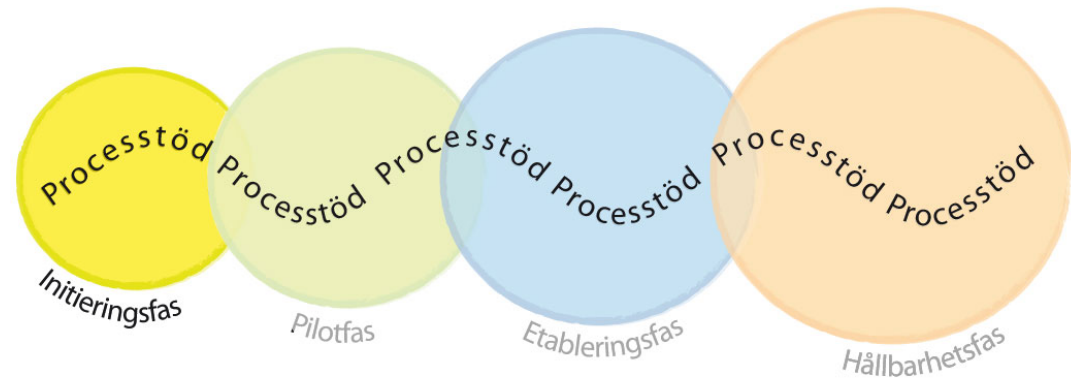 Processtöd Processtöd Processtöd Processtöd Processtöd Processtöd
Initieringsfas
Pilotfas
Etableringsfas
Hållbarhetsfas